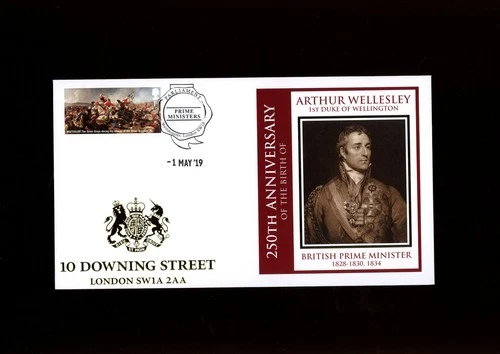 PARLIAMENT
PRIME
MINISTERS
-1 MAY '19
10 DOWNING STREET
LONDON SW1A 2AA
250TH ANNIVERSARY
OF THE BIRTH OF
ARTHUR WELLESLEY
1ST DUKE OF WELLINGTON
BRITISH PRIME MINISTER
1828-1830, 1834